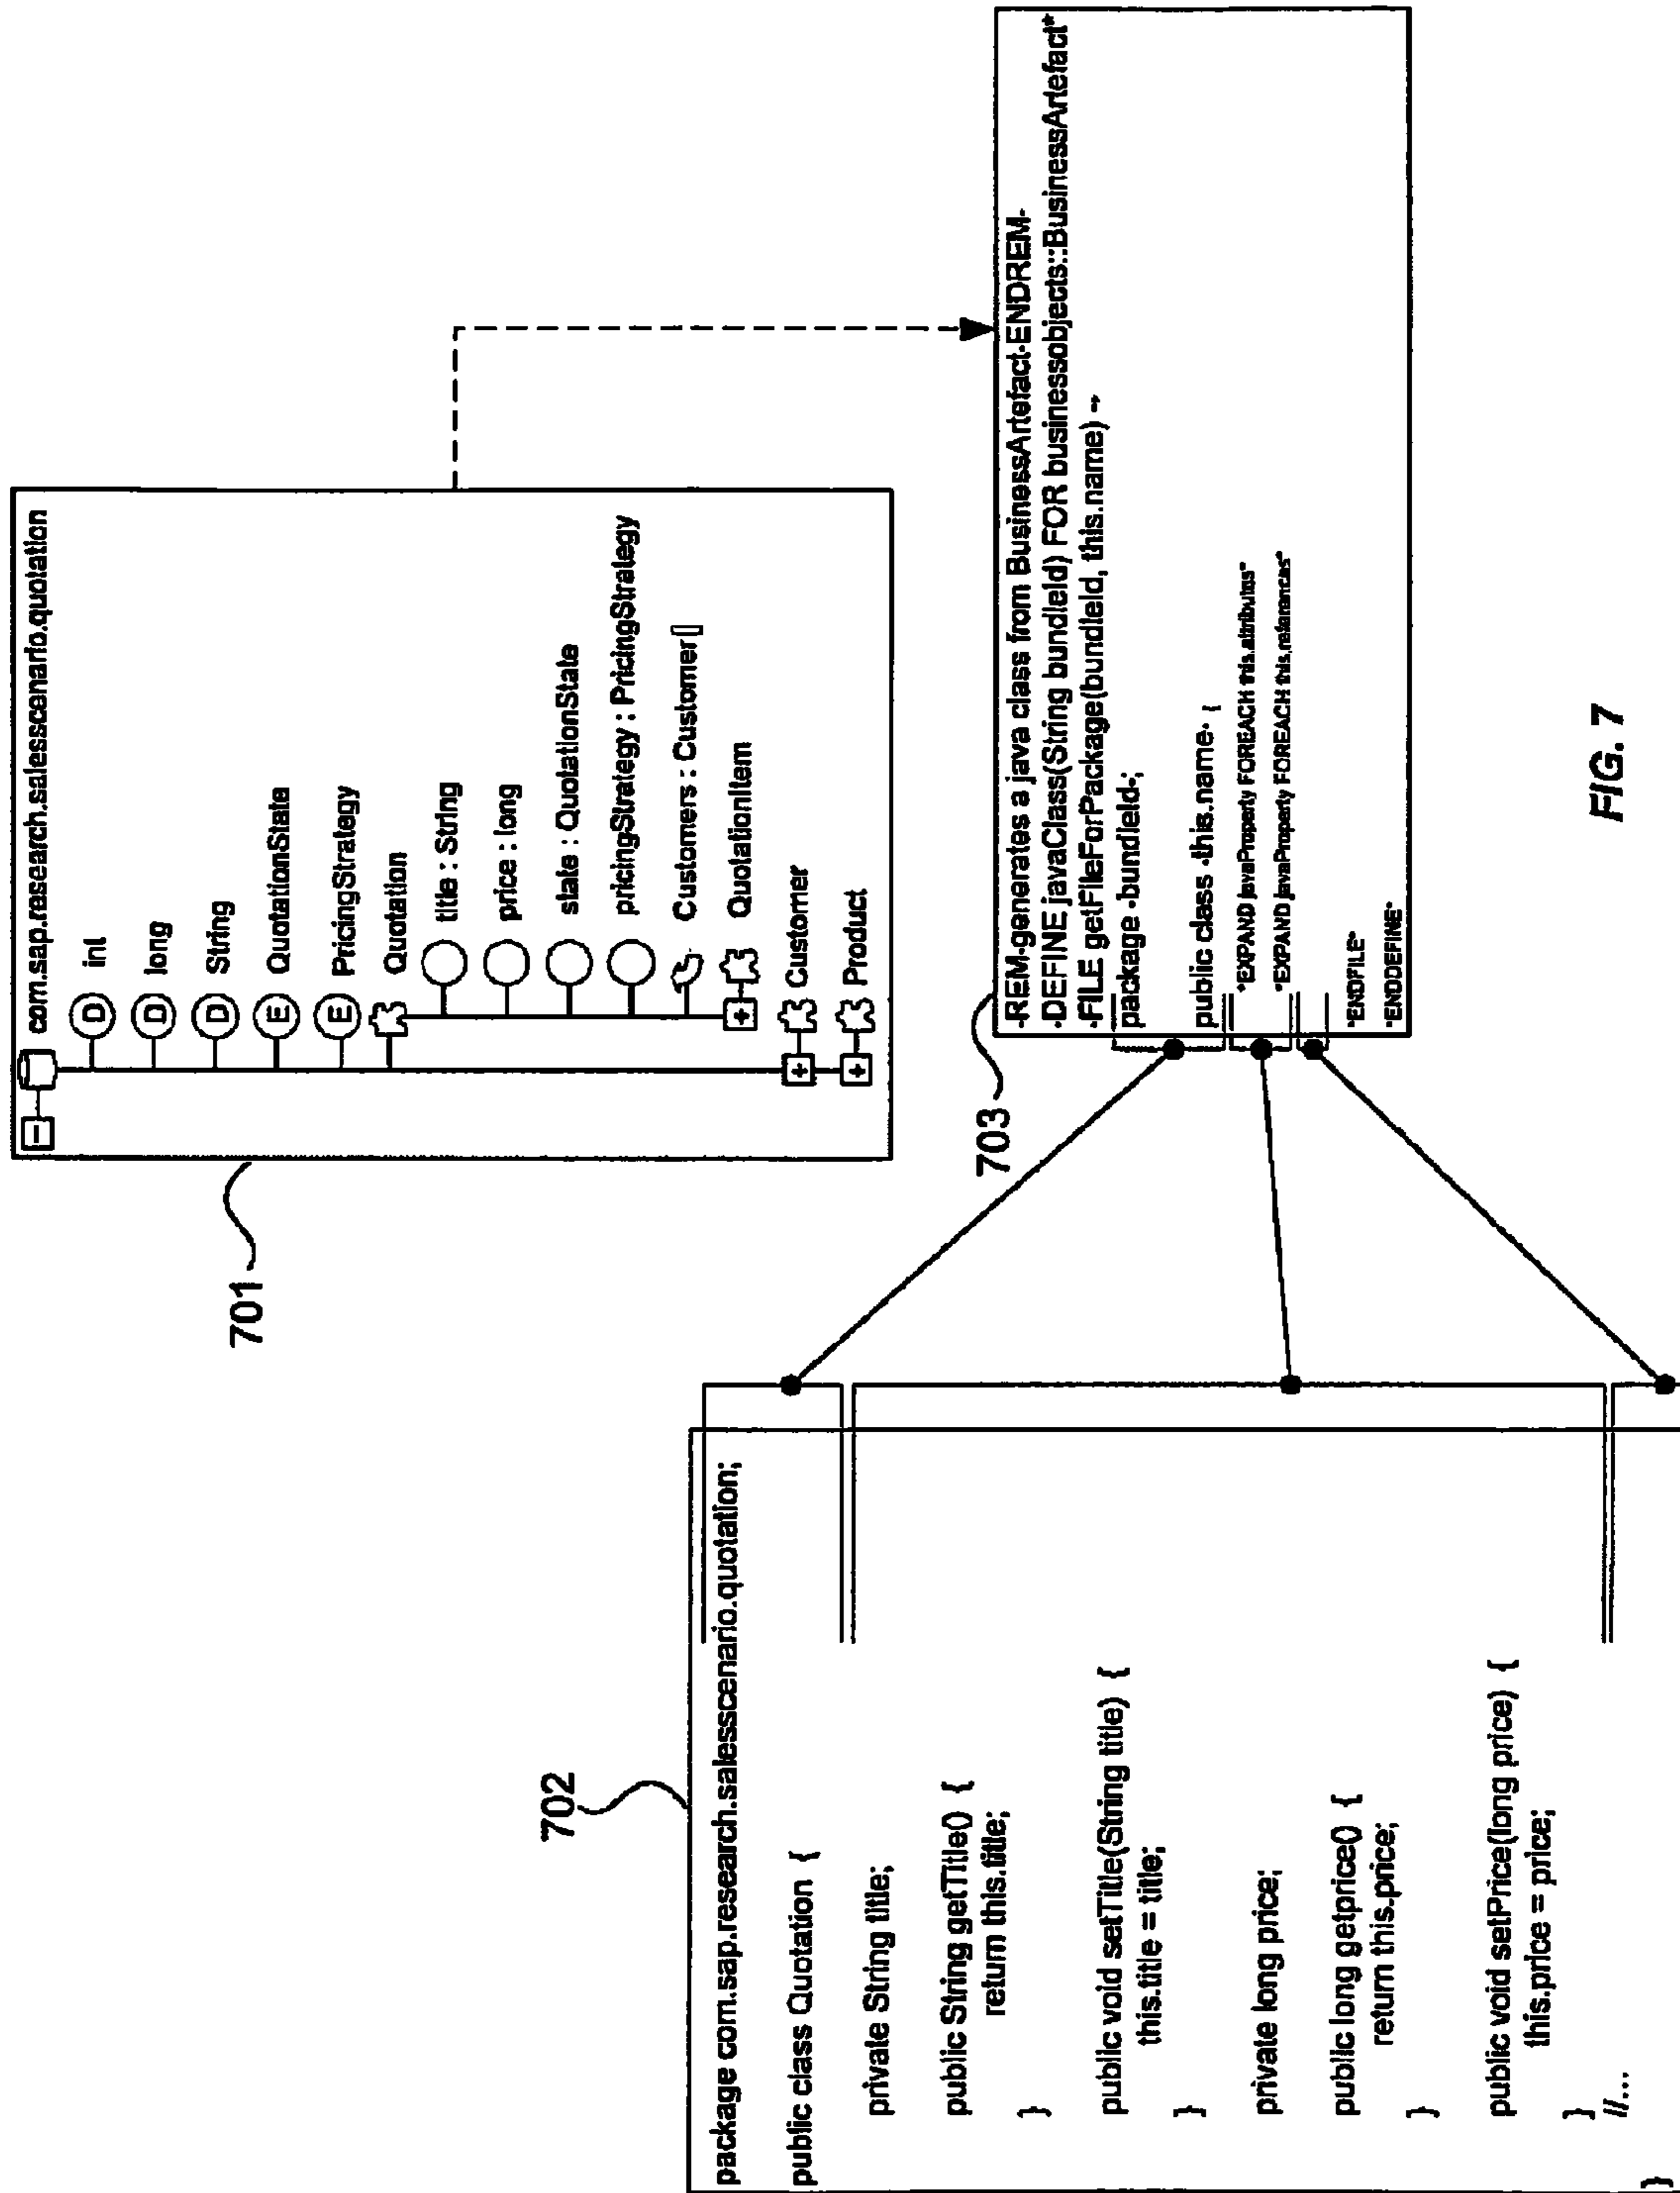 701
com.sap.research.salesscenario.quotation
D int
D long
D String
E QuotationState
E PricingStrategy
Quotation
title : String
price : long
state : QuotationState
pricingStrategy : PricingStrategy
Customers : Customer[]
QuotationItem
Customer
Product
702
package com.sap.research.salesscenario.quotation;
public class Quotation {
private String title;
public String getTitle() {
return this.title;
}
public void setTitle(String title) {
this.title = title;
}
private long price;
public long getprice() {
return this.price;
}
public void setPrice(long price) {
this.price = price;
}
//...
}
703
-REM-generates a java class from BusinessArtefact-ENDREM-
-DEFINE javaClass(String bundleId) FOR businessobjects::BusinessArtefact"
-FILE getFileForPackage(bundleId, this.name) --
package -bundleId-;
public class -this.name- {
"EXPAND javaProperty FOREACH this.attributes"
"EXPAND javaProperty FOREACH this.references"
"ENDFILE"
"ENDDEFINE"
FIG. 7